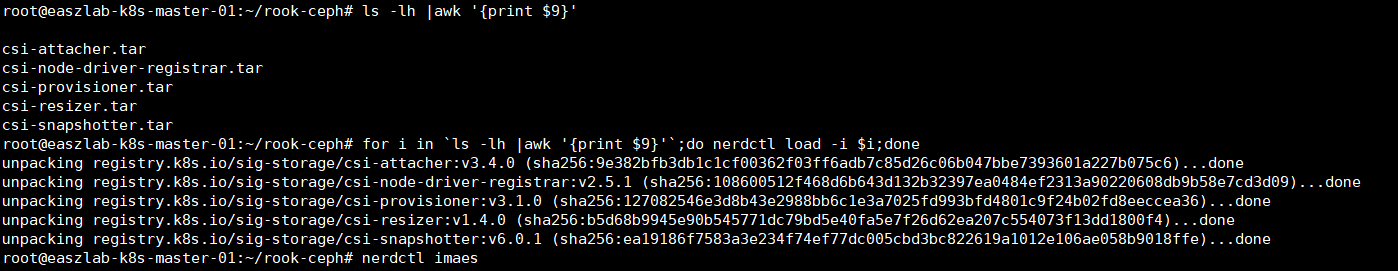 root@easzlab-k8s-master-01:~/rook-ceph# ls -lh |awk '{print $9}'
csi-attacher.tar
csi-node-driver-registrar.tar
csi-provisioner.tar
csi-resizer.tar
csi-snapshotter.tar
root@easzlab-k8s-master-01:~/rook-ceph# for i in `ls -lh |awk '{print $9}'`;do nerdctl load -i $i;done
unpacking registry.k8s.io/sig-storage/csi-attacher:v3.4.0 (sha256:9e382bfb3db1c1cf00362f03ff6adb7c85d26c06b047bbe7393601a227b075c6)...done
unpacking registry.k8s.io/sig-storage/csi-node-driver-registrar:v2.5.1 (sha256:108600512f468d6b643d132b32397ea0484ef2313a90220608db9b58e7cd3d09)...done
unpacking registry.k8s.io/sig-storage/csi-provisioner:v3.1.0 (sha256:127082546e3d8b43e2988bb6c1e3a7025fd993bfd4801c9f24b02fd8eeccea36)...done
unpacking registry.k8s.io/sig-storage/csi-resizer:v1.4.0 (sha256:b5d68b9945e90b545771dc79bd5e40fa5e7f26d62ea207c554073f13dd1800f4)...done
unpacking registry.k8s.io/sig-storage/csi-snapshotter:v6.0.1 (sha256:ea19186f7583a3e234f74ef77dc005cbd3bc822619a1012e106ae058b9018ffe)...done
root@easzlab-k8s-master-01:~/rook-ceph# nerdctl imaes